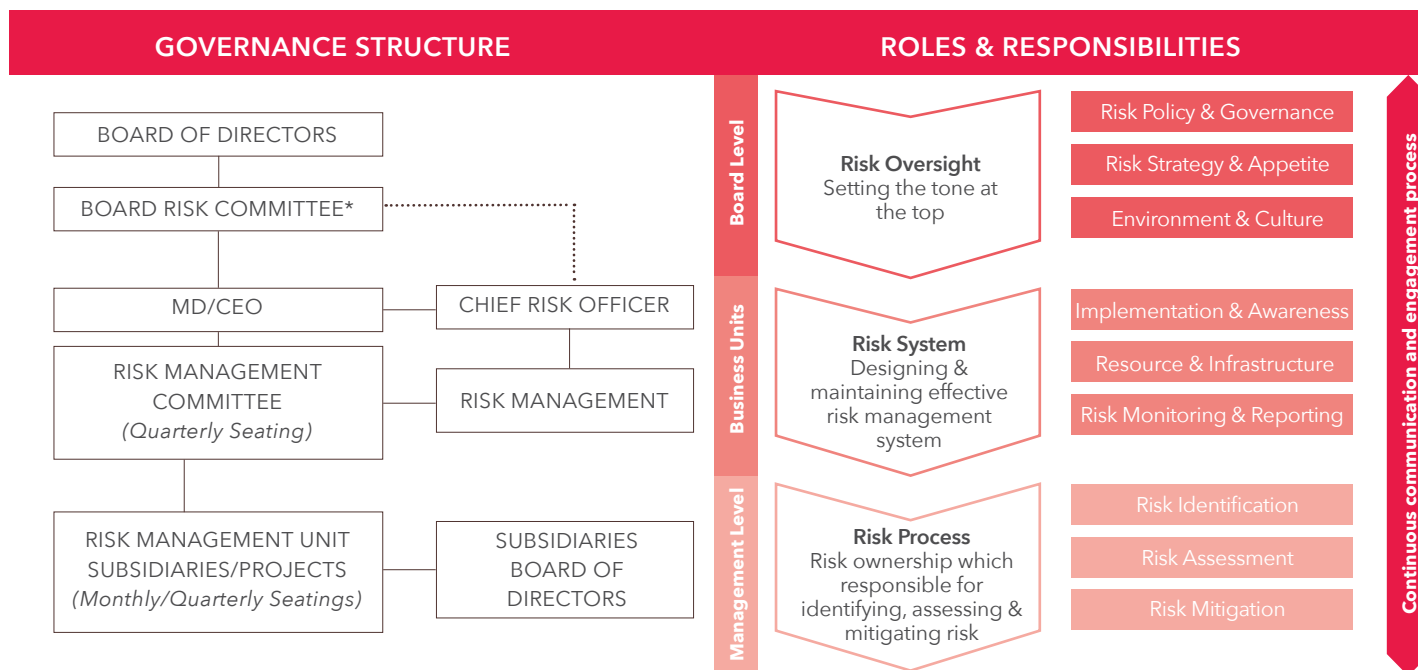 GOVERNANCE STRUCTURE
BOARD OF DIRECTORS
BOARD RISK COMMITTEE*
MD/CEO
CHIEF RISK OFFICER
RISK MANAGEMENT
COMMITTEE
(Quarterly Seating)
RISK MANAGEMENT
RISK MANAGEMENT UNIT
SUBSIDIARIES/PROJECTS
(Monthly/Quarterly Seatings)
SUBSIDIARIES
BOARD OF
DIRECTORS
ROLES & RESPONSIBILITIES
Board Level
Risk Oversight
Setting the tone at
the top
Risk Policy & Governance
Risk Strategy & Appetite
Environment & Culture
Business Units
Risk System
Designing &
maintaining effective
risk management
system
Implementation & Awareness
Resource & Infrastructure
Risk Monitoring & Reporting
Management Level
Risk Process
Risk ownership which
responsible for
identifying, assessing &
mitigating risk
Risk Identification
Risk Assessment
Risk Mitigation
Continuous communication and engagement process